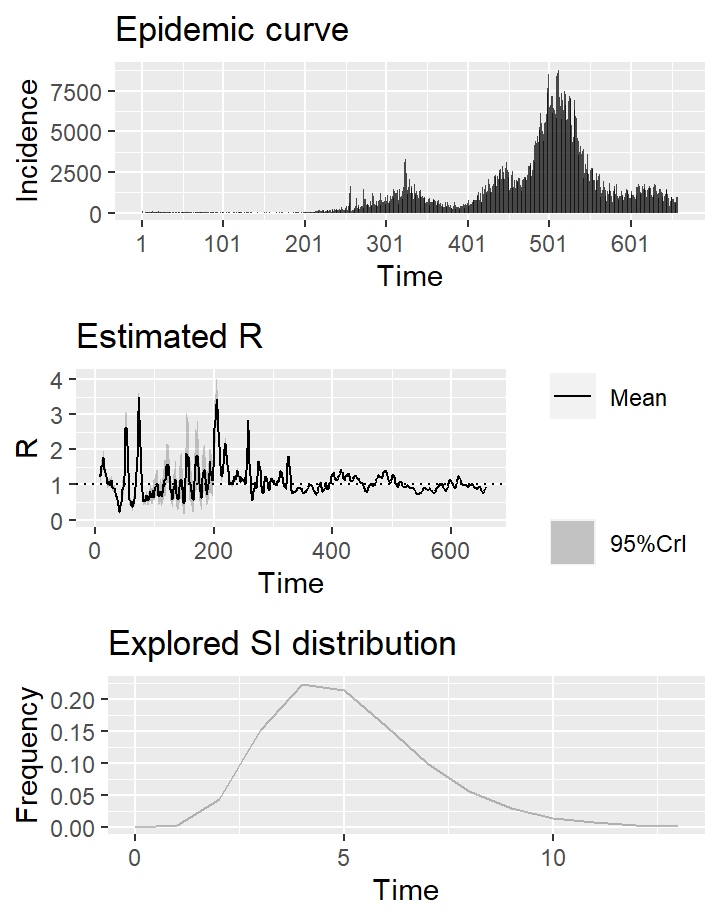 Epidemic curve
Incidence
7500
5000
2500
0
1 101 201 301 401 501 601
Time
Estimated R
R
4
3
2
1
0
0 200 400 600
Time
Mean
95%CrI
Explored SI distribution
Frequency
0.20
0.15
0.10
0.05
0.00
0 5 10
Time